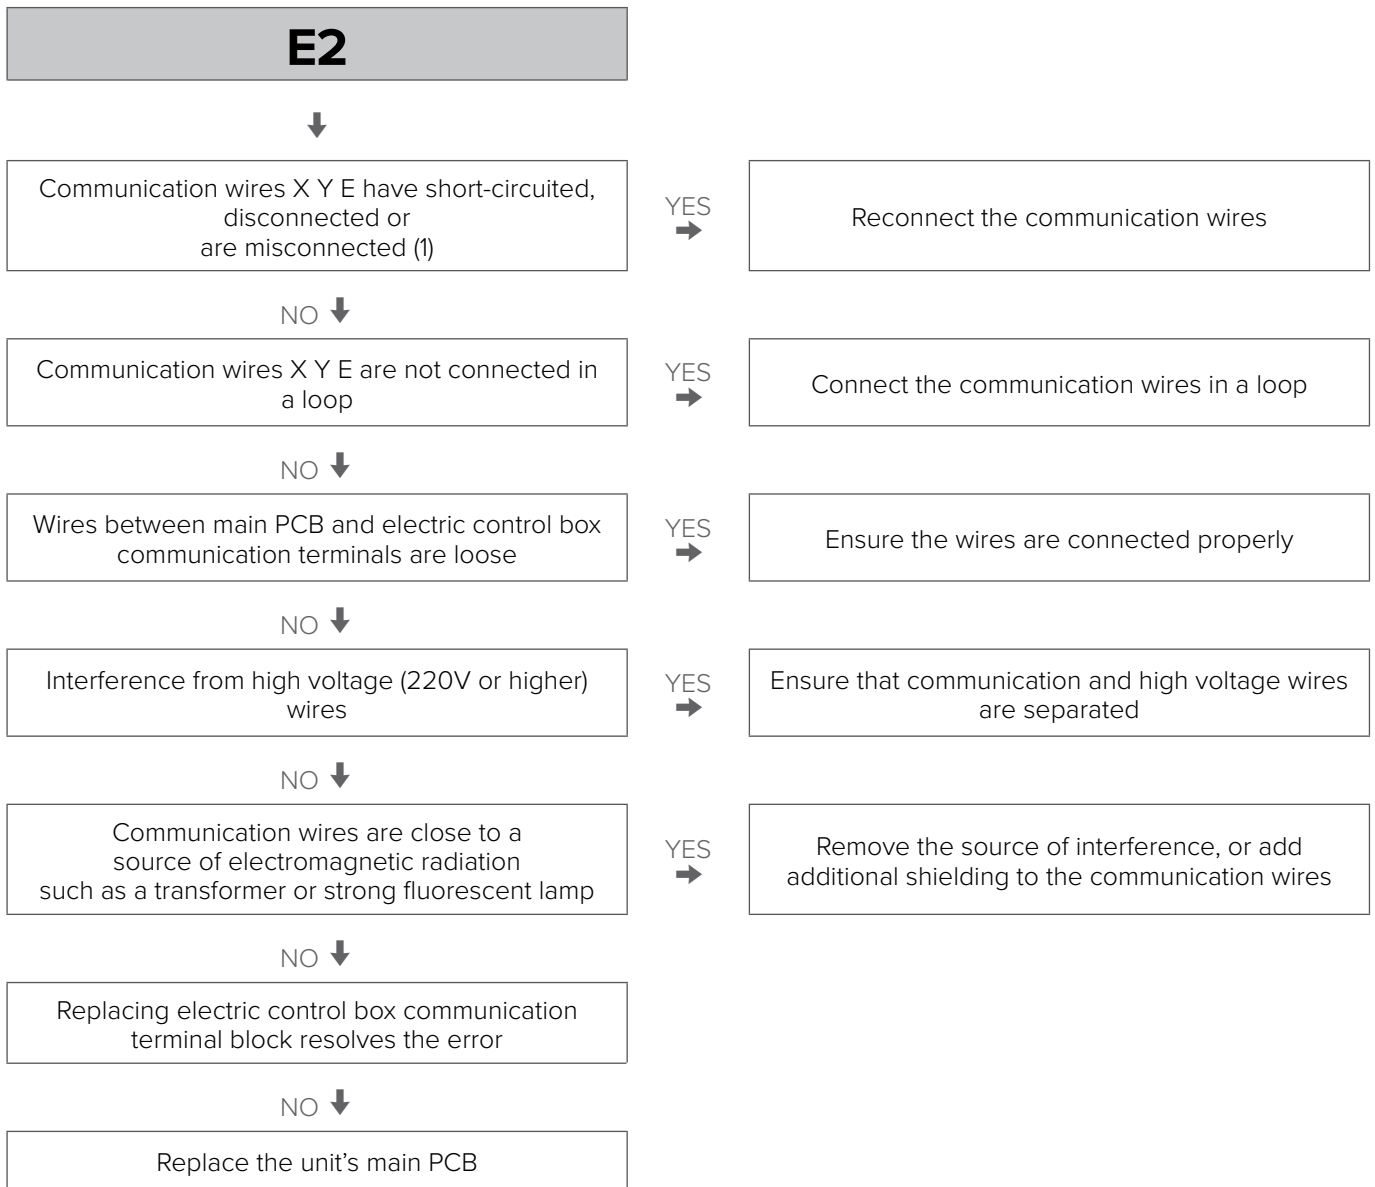 E2
Communication wires X Y E have short-circuited,
disconnected or
are misconnected (1)
YES
Reconnect the communication wires
NO
Communication wires X Y E are not connected in
a loop
YES
Connect the communication wires in a loop
NO
Wires between main PCB and electric control box
communication terminals are loose
YES
Ensure the wires are connected properly
NO
Interference from high voltage (220V or higher)
wires
YES
Ensure that communication and high voltage wires
are separated
NO
Communication wires are close to a
source of electromagnetic radiation
such as a transformer or strong fluorescent lamp
YES
Remove the source of interference, or add
additional shielding to the communication wires
NO
Replacing electric control box communication
terminal block resolves the error
NO
Replace the unit's main PCB